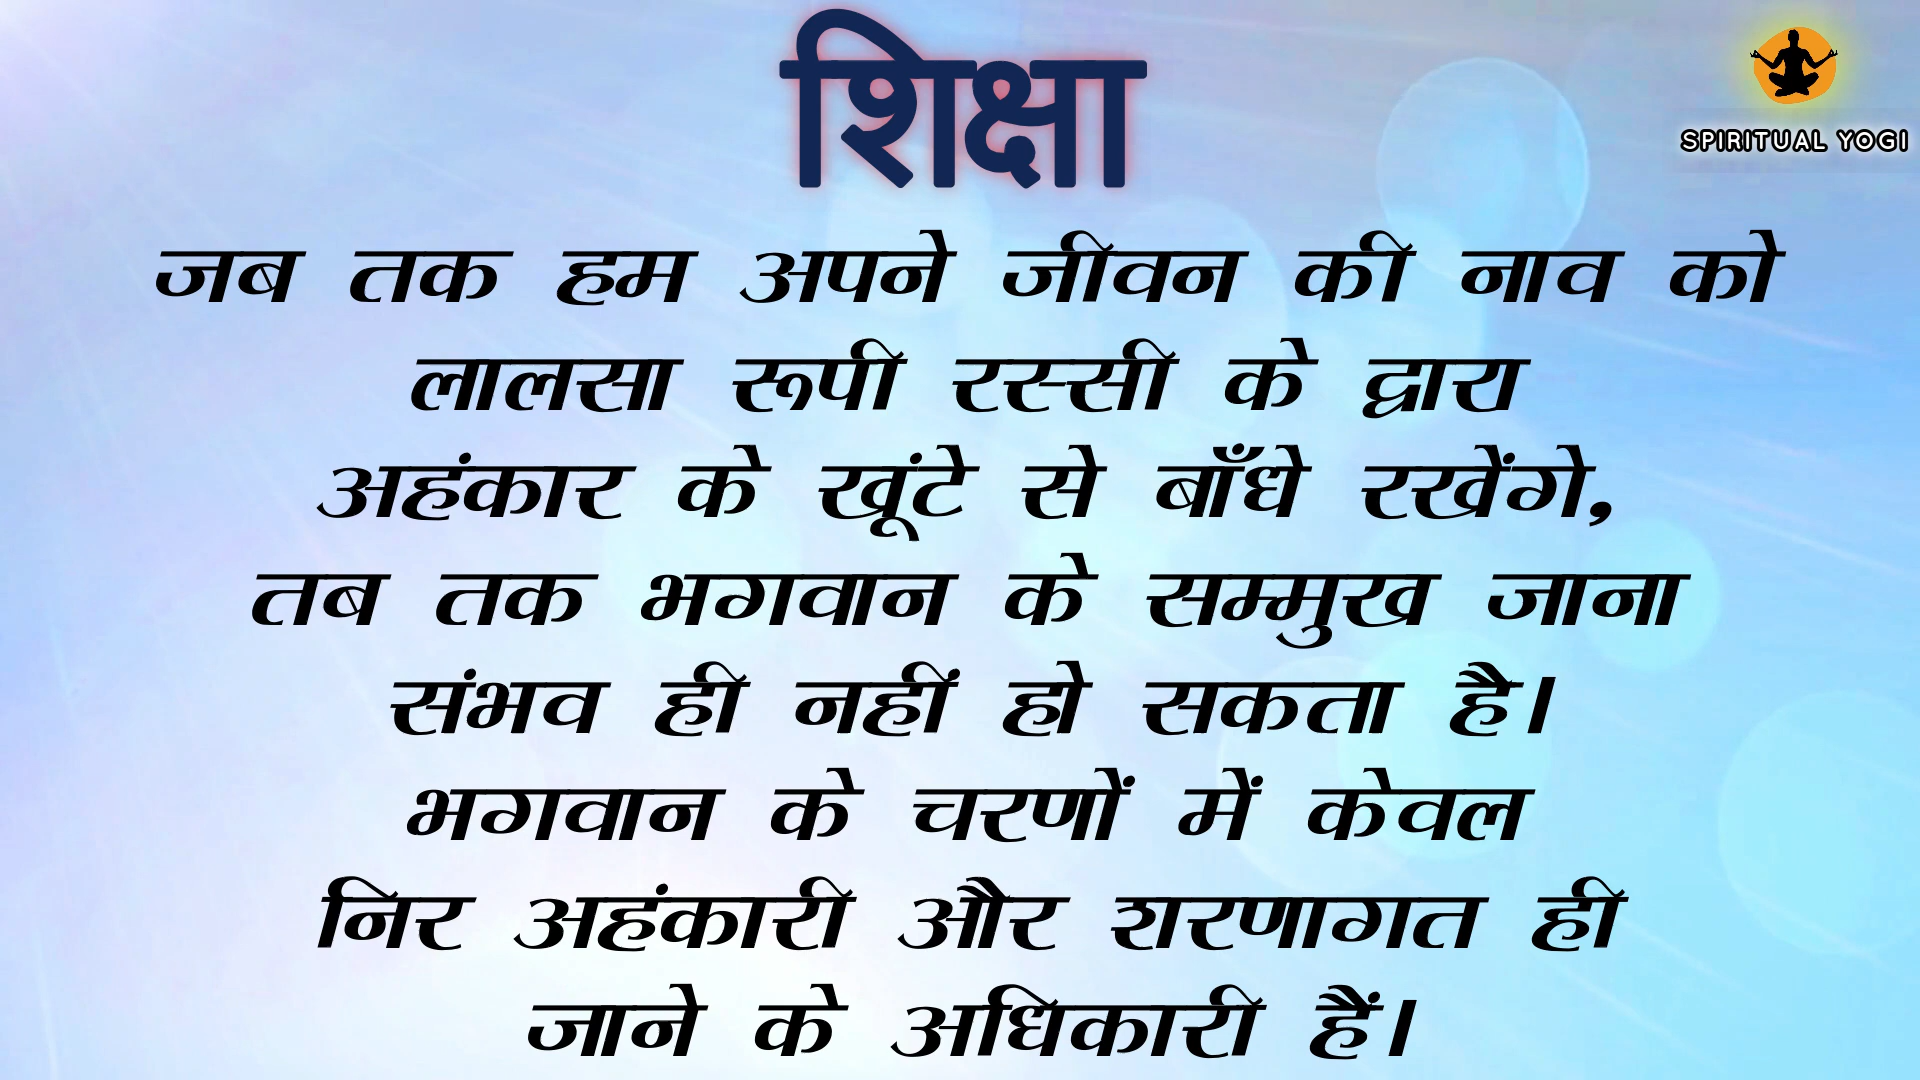 शिक्षा
SPIRITUAL YOGI
जब तक हम अपने जीवन की नाव को
लालसा रूपी रस्सी के द्वारा
अहंकार के खूंटे से बाँधे रखेंगे,
तब तक भगवान के सम्मुख जाना
संभव ही नहीं हो सकता है।
भगवान के चरणों में केवल
निर अहंकारी और शरणागत ही
जाने के अधिकारी हैं।